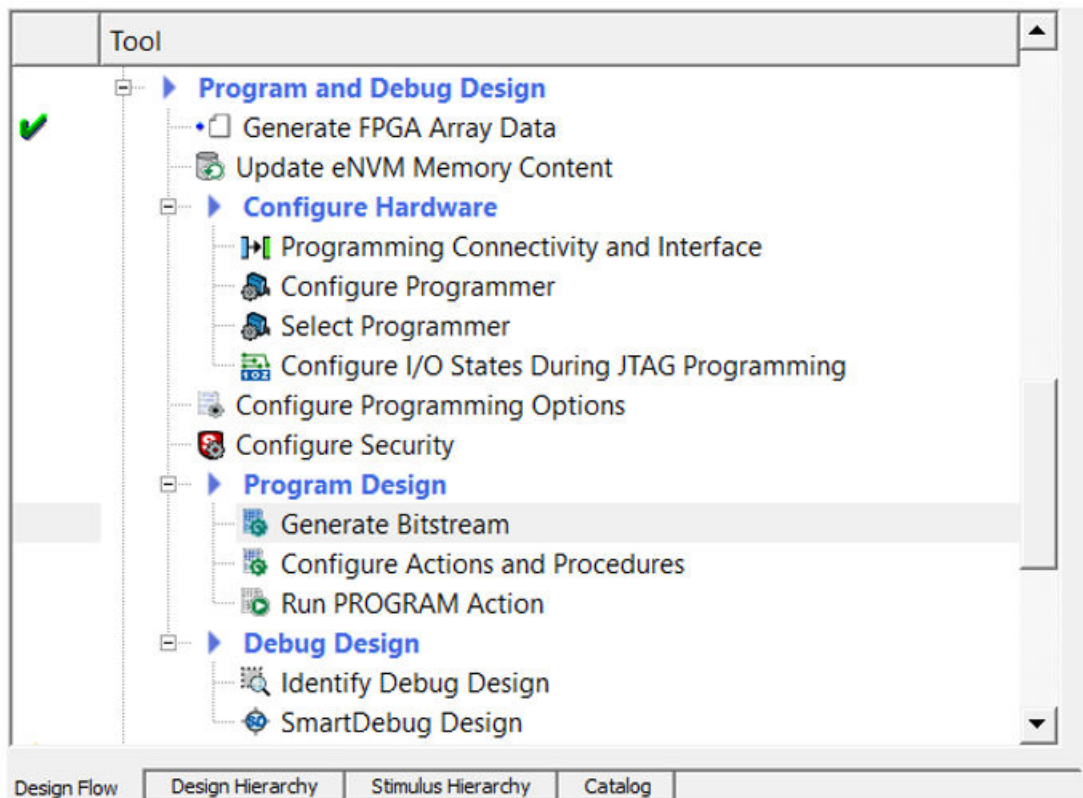 Tool
Program and Debug Design
Generate FPGA Array Data
Update eNVM Memory Content
Configure Hardware
Programming Connectivity and Interface
Configure Programmer
Select Programmer
Configure I/O States During JTAG Programming
Configure Programming Options
Configure Security
Program Design
Generate Bitstream
Configure Actions and Procedures
Run PROGRAM Action
Debug Design
Identify Debug Design
SmartDebug Design
Design Flow Design Hierarchy Stimulus Hierarchy Catalog